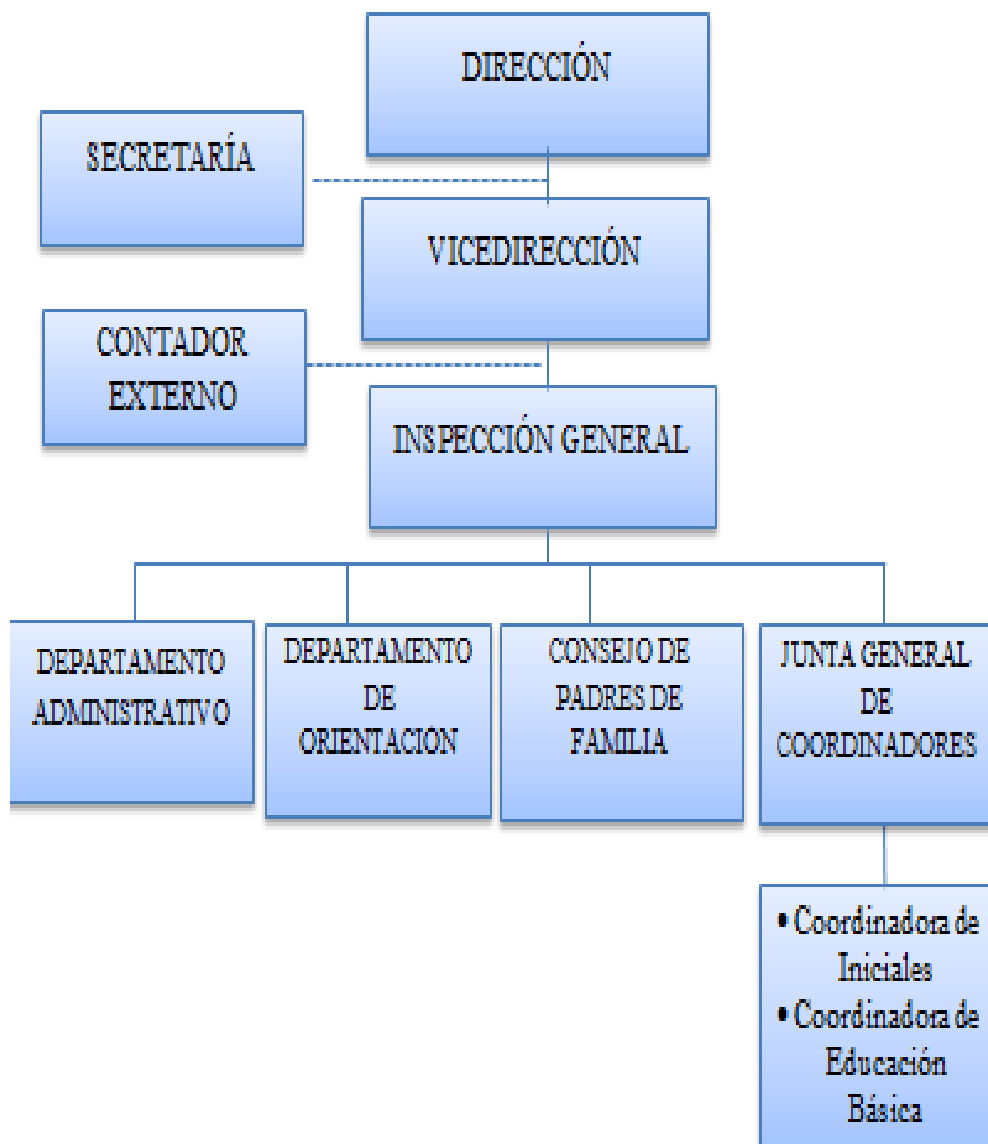 DIRECCIÓN
SECRETARÍA
VICEDIRECCIÓN
CONTADOR
EXTERNO
INSPECCIÓN GENERAL
DEPARTAMENTO
ADMINISTRATIVO
DEPARTAMENTO
DE
ORIENTACIÓN
CONSEJO DE
PADRES DE
FAMILIA
JUNTA GENERAL
DE
COORDINADORES
• Coordinadora de
Iniciales
• Coordinadora de
Educación
Básica